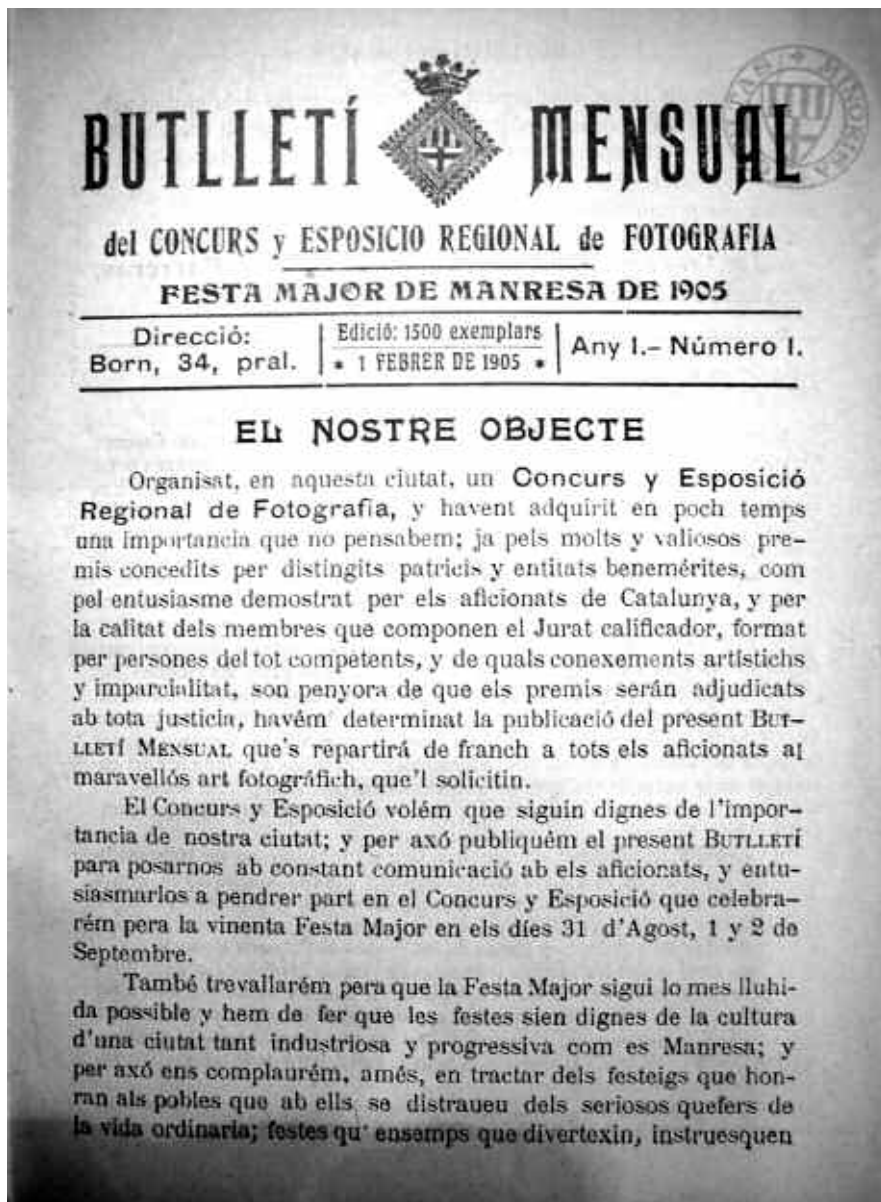 BUTLLETÍ MENSUAL
del CONCURS y ESPOSICIO REGIONAL de FOTOGRAFIA
FESTA MAJOR DE MANRESA DE 1905
Direcció:
Born, 34, pral.
Edició: 1500 exemplars
• 1 FEBRER DE 1905 •
Any I.- Número I.
EL NOSTRE OBJECTE
Organisat, en aquesta ciutat, un Concurs y Esposició
Regional de Fotografia, y havent adquirit en poch temps
una importancia que no pensabem; ja pels molts y valiosos pre-
mis concedits per distingits patricis y entitats benemérites, com
pel entusiasme demostrat per els aficionats de Catalunya, y per
la calitat dels membres que componen el Jurat calificador, format
per persones del tot competents, y de quals conexements artístichs
y imparcialitat, son penyora de que els premis serán adjudicats
ab tota justicia, havém determinat la publicació del present BUT-
LLETÍ MENSUAL que's repartirá de franch a tots els aficionats al
maravellós art fotográfich, que'l solicitin.
El Concurs y Esposició volém que siguin dignes de l'impor-
tancia de nostra ciutat; y per axó publiquém el present BUTLLETÍ
para posarnos ab constant comunicació ab els aficionats, y entu-
siasmarlos a pendrer part en el Concurs y Esposició que celebra-
rém pera la vinenta Festa Major en els díes 31 d'Agost, 1 y 2 de
Septembre.
També trevallarém pera que la Festa Major sigui lo mes lluhi-
da possible y hem de fer que les festes sien dignes de la cultura
d'una ciutat tant industriosa y progressiva com es Manresa; y
per axó ens complaurém, amés, en tractar dels festeigs que hon-
ran als pobles que ab ells se distraueu dels seriosos quefers de
la vida ordinaria; festes qu' ensemps que divertexin, instruesquen